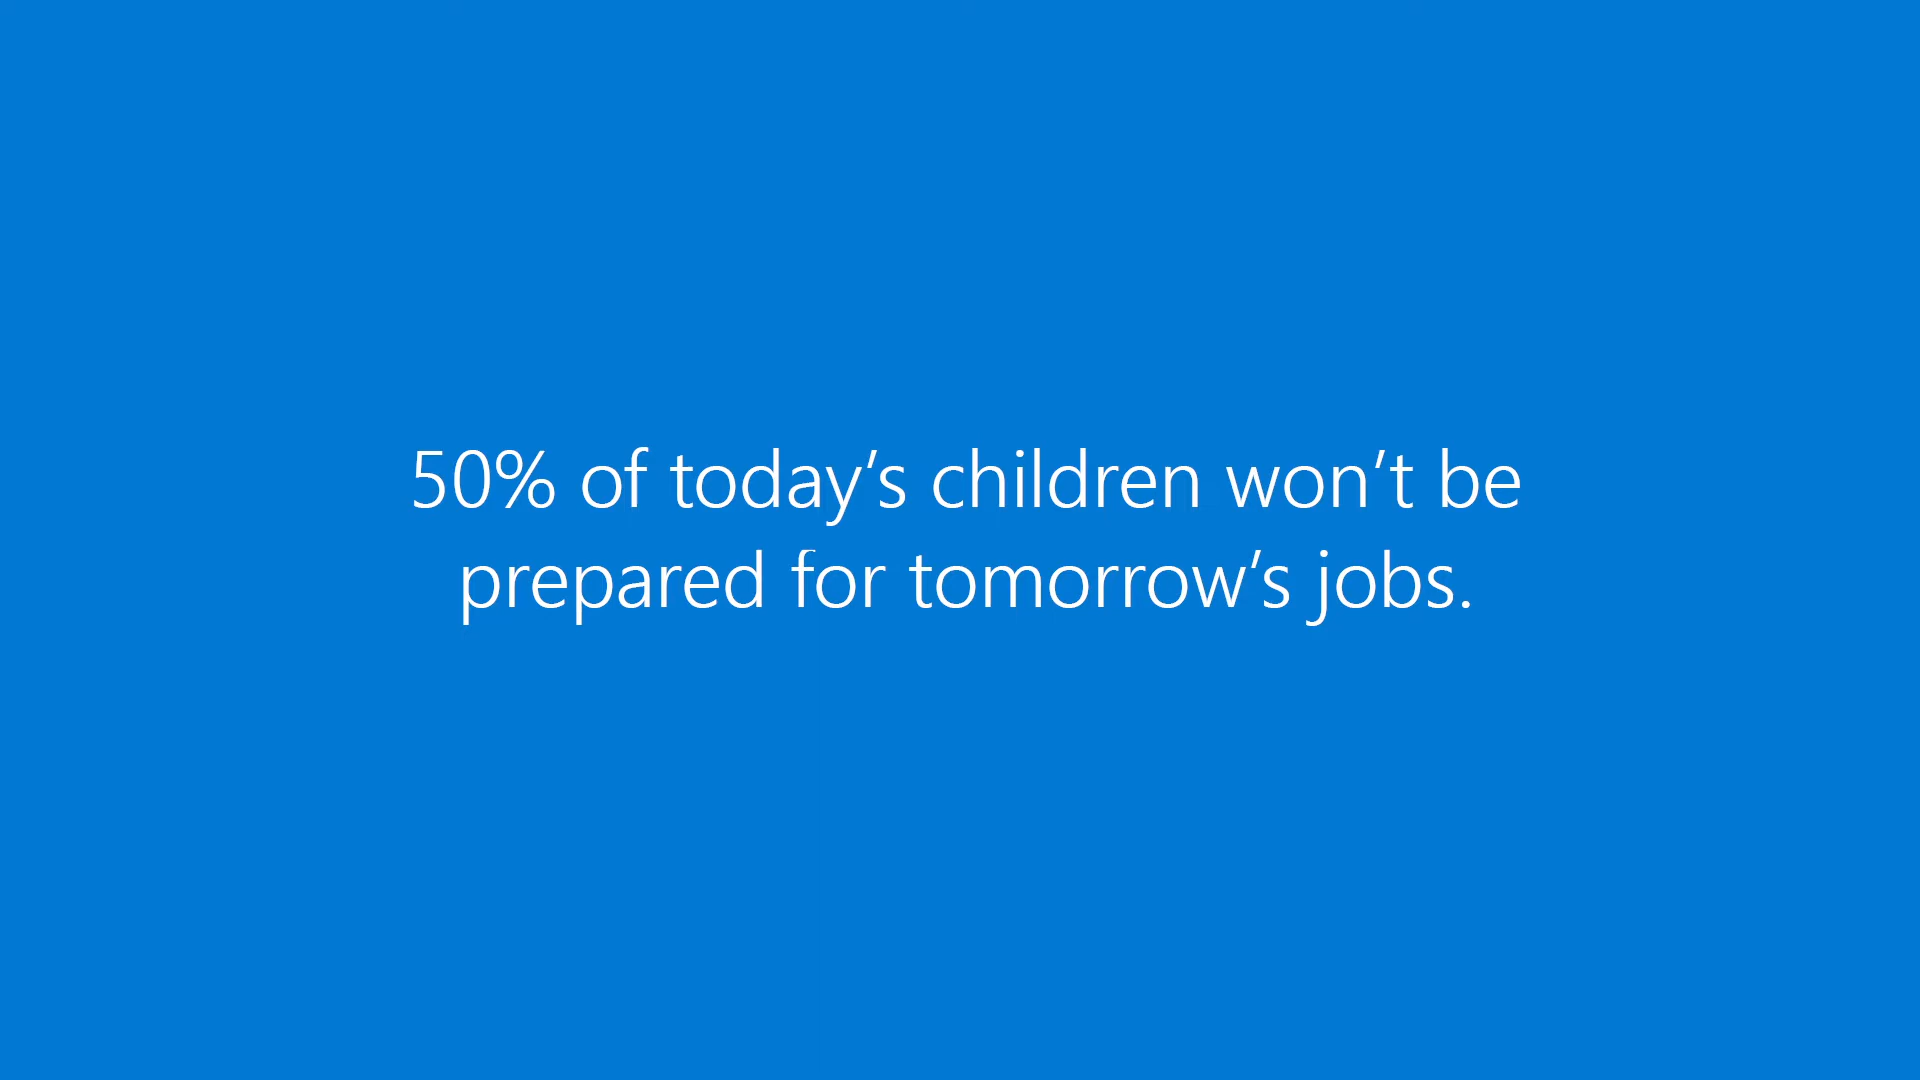 50% of today’s children won’t be
prepared for tomorrow’s jobs.